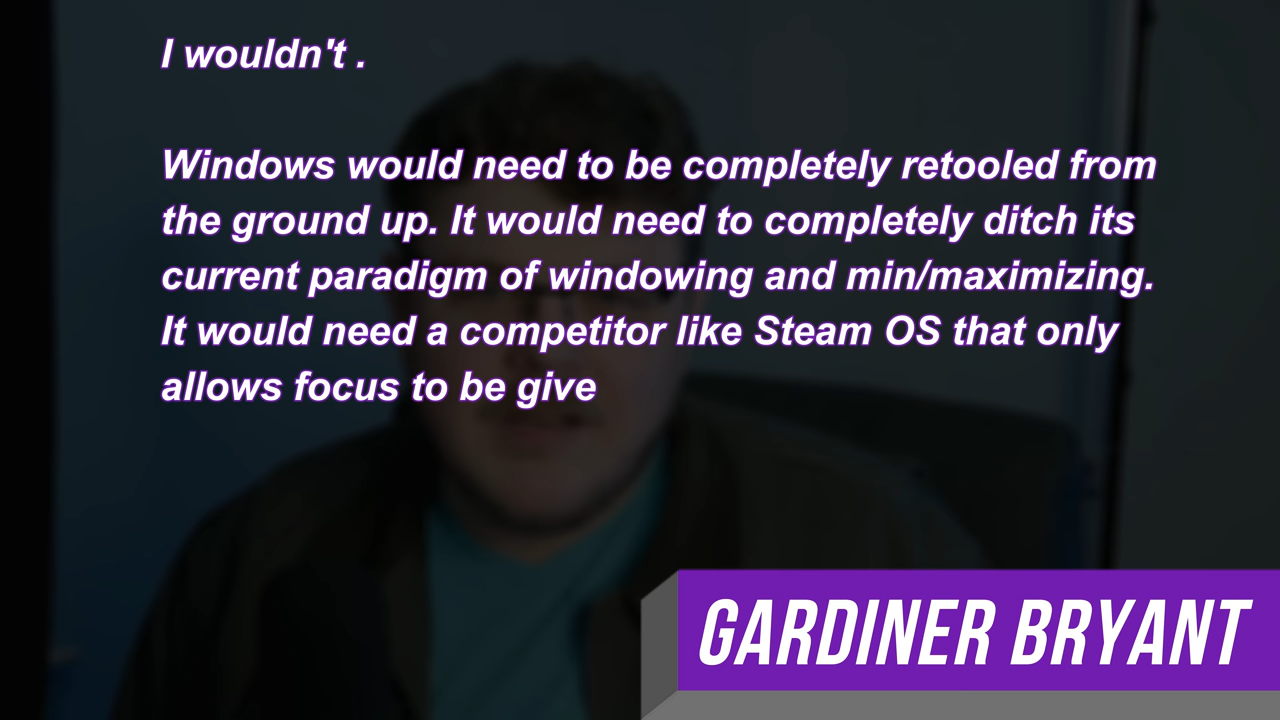 I wouldn't .
Windows would need to be completely retooled from
the ground up. It would need to completely ditch its
current paradigm of windowing and min/maximizing.
It would need a competitor like Steam OS that only
allows focus to be give
GARDINER BRYANT